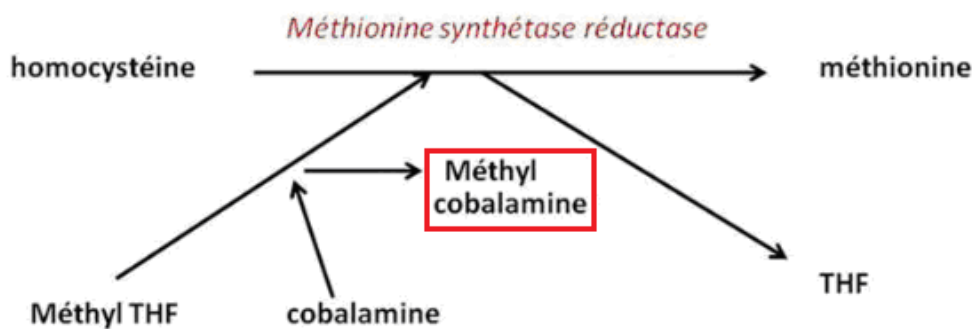 Méthionine synthétase réductase
homocystéine
méthionine
Méthyl
cobalamine
Méthyl THF
cobalamine
THF